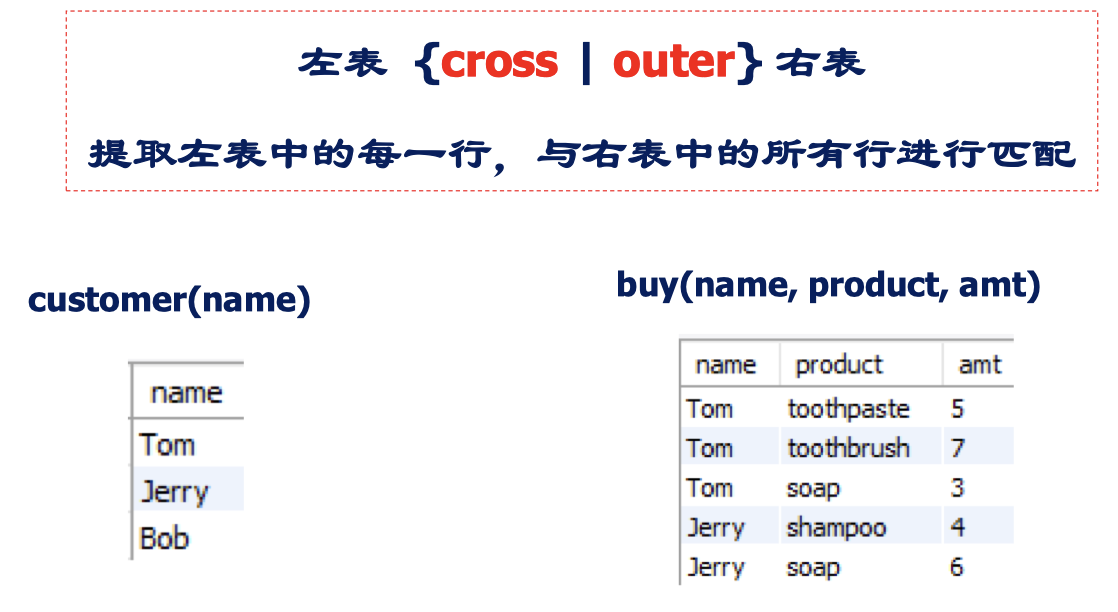 左表 {cross | outer} 右表
提取左表中的每一行，与右表中的所有行进行匹配
customer(name)
buy(name, product, amt)
name
Tom
Jerry
Bob
name product amt
Tom toothpaste 5
Tom toothbrush 7
Tom soap 3
Jerry shampoo 4
Jerry soap 6